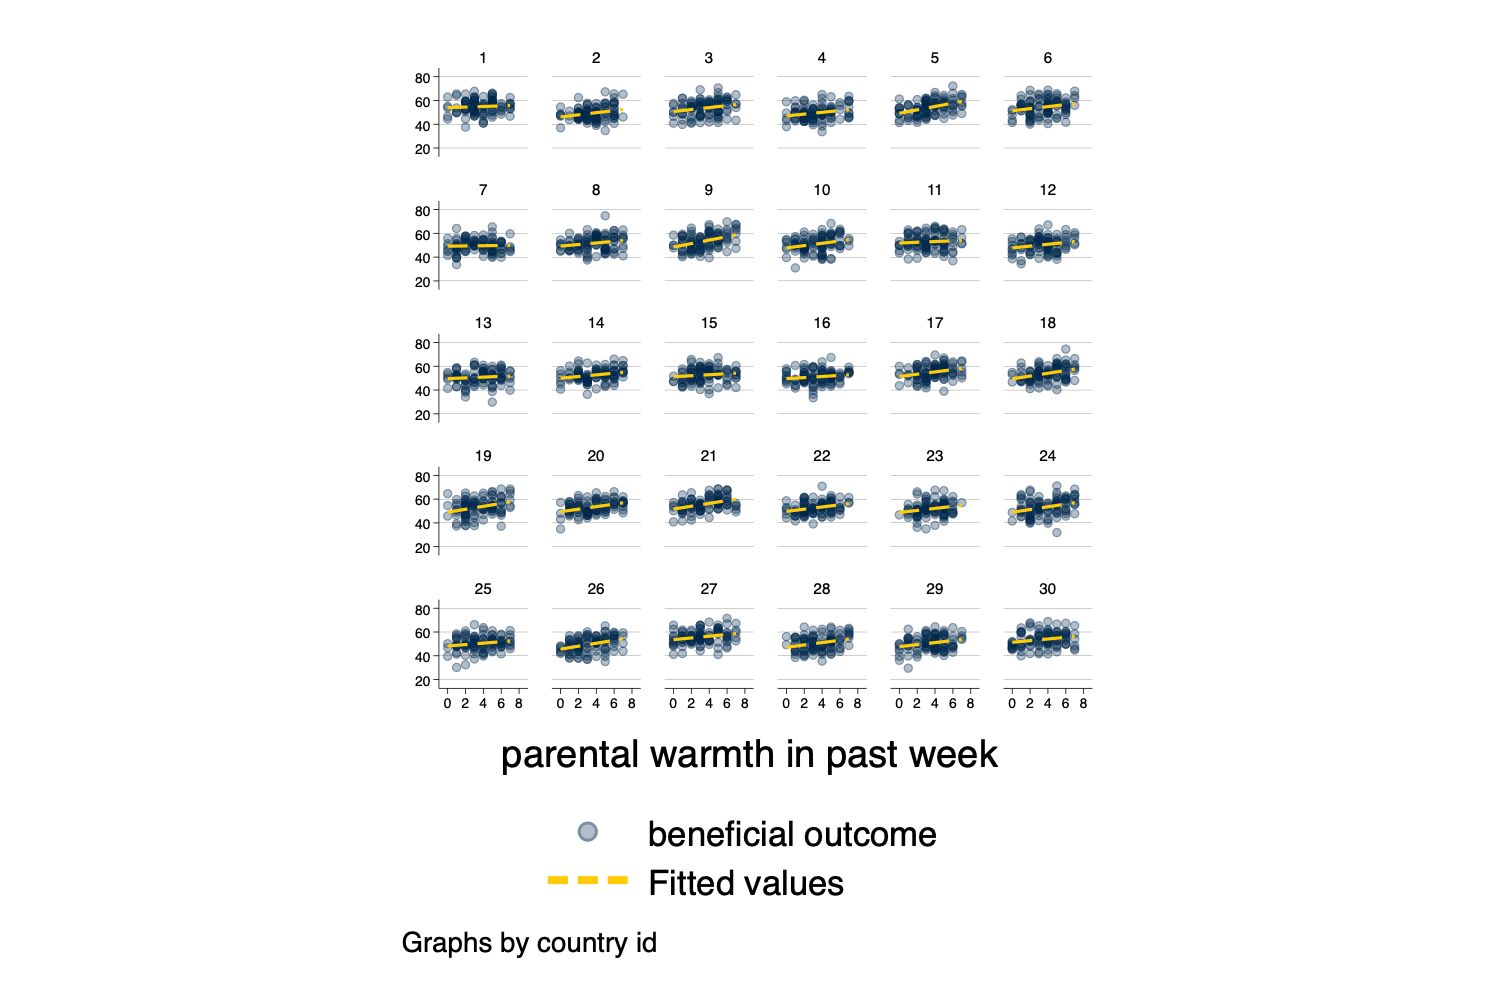 1 2 3 4 5 6
80
60
40
20
7 8 9 10 11 12
80
60
40
20
13 14 15 16 17 18
80
60
40
20
19 20 21 22 23 24
80
60
40
20
25 26 27 28 29 30
80
60
40
20
0 2 4 6 8 0 2 4 6 8 0 2 4 6 8 0 2 4 6 8 0 2 4 6 8 0 2 4 6 8
parental warmth in past week
beneficial outcome
Fitted values
Graphs by country id